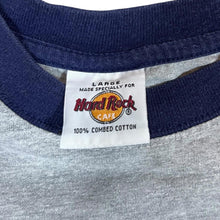 LARGE
MADE SPECIALLY FOR
Hard Rock
CAFE
100% COMBED COTTON